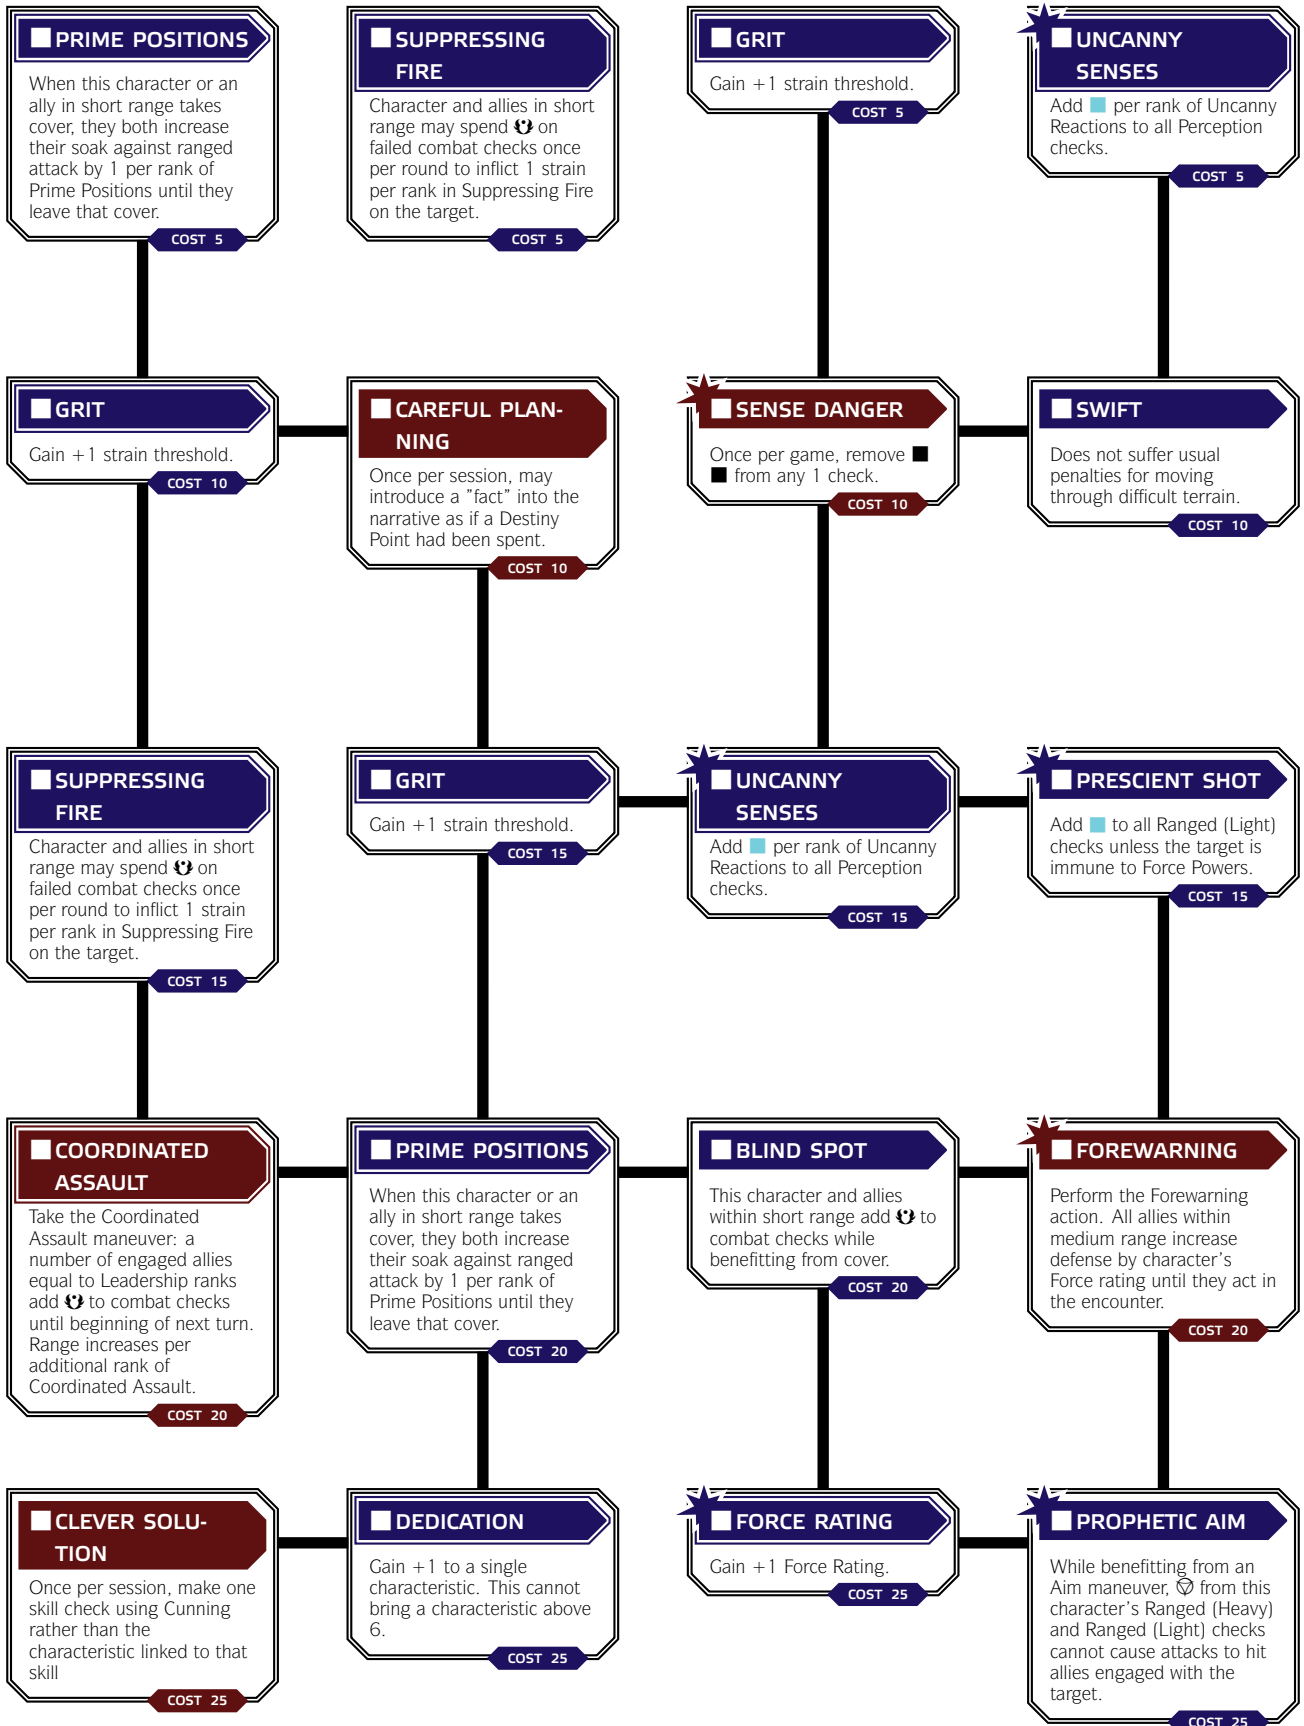 PRIME POSITIONS
When this character or an
ally in short range takes
cover, they both increase
their soak against ranged
attack by 1 per rank of
Prime Positions until they
leave that cover.
COST 5
SUPPRESSING
FIRE
Character and allies in short
range may spend on
failed combat checks once
per round to inflict 1 strain
per rank in Suppressing Fire
on the target.
COST 5
GRIT
Gain +1 strain threshold.
COST 5
UNCANNY
SENSES
Add per rank of Uncanny
Reactions to all Perception
checks.
COST 5
GRIT
Gain +1 strain threshold.
COST 10
CAREFUL PLAN-
NING
Once per session, may
introduce a "fact" into the
narrative as if a Destiny
Point had been spent.
COST 10
SENSE DANGER
Once per game, remove
from any 1 check.
COST 10
SWIFT
Does not suffer usual
penalties for moving
through difficult terrain.
COST 10
SUPPRESSING
FIRE
Character and allies in short
range may spend on
failed combat checks once
per round to inflict 1 strain
per rank in Suppressing Fire
on the target.
COST 15
GRIT
Gain +1 strain threshold.
COST 15
UNCANNY
SENSES
Add per rank of Uncanny
Reactions to all Perception
checks.
COST 15
PRESCIENT SHOT
Add to all Ranged (Light)
checks unless the target is
immune to Force Powers.
COST 15
COORDINATED
ASSAULT
Take the Coordinated
Assault maneuver: a
number of engaged allies
equal to Leadership ranks
add to combat checks
until beginning of next turn.
Range increases per
additional rank of
Coordinated Assault.
COST 20
PRIME POSITIONS
When this character or an
ally in short range takes
cover, they both increase
their soak against ranged
attack by 1 per rank of
Prime Positions until they
leave that cover.
COST 20
BLIND SPOT
This character and allies
within short range add to
combat checks while
benefitting from cover.
COST 20
FOREWARNING
Perform the Forewarning
action. All allies within
medium range increase
defense by character's
Force rating until they act in
the encounter.
COST 20
CLEVER SOLU-
TION
Once per session, make one
skill check using Cunning
rather than the
characteristic linked to that
skill
COST 25
DEDICATION
Gain +1 to a single
characteristic. This cannot
bring a characteristic above
6.
COST 25
FORCE RATING
Gain +1 Force Rating.
COST 25
PROPHETIC AIM
While benefitting from an
Aim maneuver, from this
character's Ranged (Heavy)
and Ranged (Light) checks
cannot cause attacks to hit
allies engaged with the
target.
COST 25